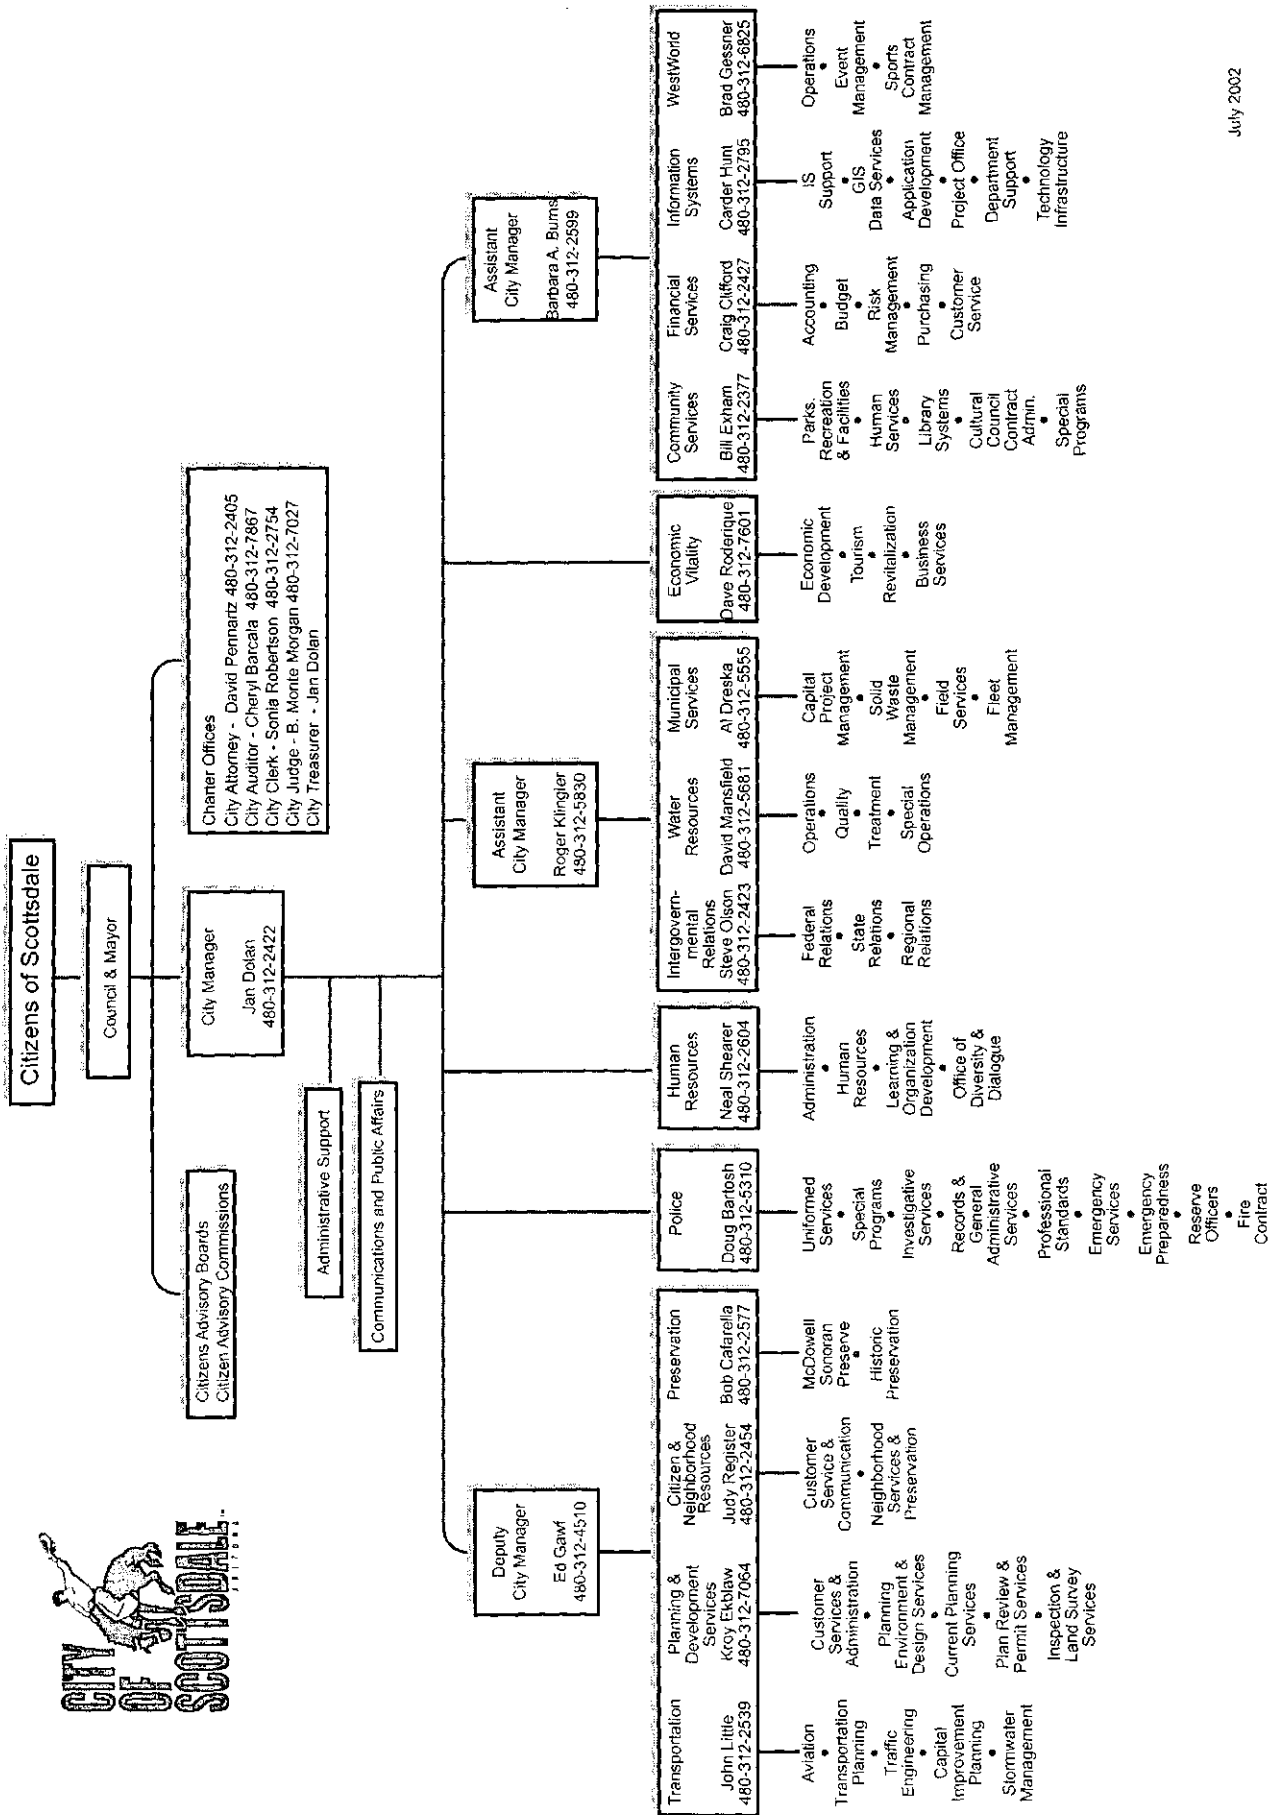 CITY
OF
SCOTTSDALE
ARIZONA
Citizens of Scottsdale
Council & Mayor
Citizens Advisory Boards
Citizen Advisory Commissions
City Manager
Jan Dolan
480-312-2422
Charter Offices
City Attorney - David Pennartz 480-312-2405
City Auditor - Cheryl Barcala 480-312-7867
City Clerk - Sonia Robertson 480-312-2754
City Judge - B. Monte Morgan 480-312-7027
City Treasurer - Jan Dolan
Administrative Support
Communications and Public Affairs
Deputy
City Manager
Ed Gawf
480-312-4510
Assistant
City Manager
Roger Klingler
480-312-5830
Assistant
City Manager
Barbara A. Burns
480-312-2599
Transportation
John Little
480-312-2539
Aviation
•
Transportation
Planning
•
Traffic
Engineering
•
Capital
Improvement
Planning
•
Stormwater
Management
Planning &
Development
Services
Kroy Ekblaw
480-312-7064
Customer
Services &
Administration
•
Planning
Environment &
Design Services
•
Current Planning
Services
•
Plan Review &
Permit Services
•
Inspection &
Land Survey
Services
Citizen &
Neighborhood
Resources
Judy Register
480-312-2454
Customer
Service &
Communication
•
Neighborhood
Services &
Preservation
Preservation
Bob Cafarella
480-312-2577
McDowell
Sonoran
Preserve
•
Historic
Preservation
Police
Doug Bartosh
480-312-5310
Uniformed
Services
•
Special
Programs
•
Investigative
Services
•
Records &
General
Administrative
Services
•
Professional
Standards
•
Emergency
Services
•
Emergency
Preparedness
•
Reserve
Officers
•
Fire
Contract
Human
Resources
Neal Shearer
480-312-2604
Administration
•
Human
Resources
•
Learning &
Organization
Development
•
Office of
Diversity &
Dialogue
Intergovern-
mental
Relations
Steve Olson
480-312-2423
Federal
Relations
•
State
Relations
•
Regional
Relations
Water
Resources
David Mansfield
480-312-5681
Operations
•
Quality
•
Treatment
•
Special
Operations
Municipal
Services
Al Dreska
480-312-5555
Capital
Project
Management
•
Solid
Waste
Management
•
Field
Services
•
Fleet
Management
Economic
Vitality
Dave Roderique
480-312-7601
Economic
Development
•
Tourism
•
Revitalization
•
Business
Services
Community
Services
Bill Exham
480-312-2377
Parks.
Recreation
& Facilities
•
Human
Services
•
Library
Systems
•
Cultural
Council
Contract
Admin.
•
Special
Programs
Financial
Services
Craig Clifford
480-312-2427
Accounting
•
Budget
•
Risk
Management
•
Purchasing
•
Customer
Service
Information
Systems
Carder Hunt
480-312-2795
IS
Support
•
GIS
Data Services
•
Application
Development
•
Project Office
•
Department
Support
•
Technology
Infrastructure
WestWorld
Brad Gessner
480-312-6825
Operations
•
Event
Management
•
Sports
Contract
Management
July 2002